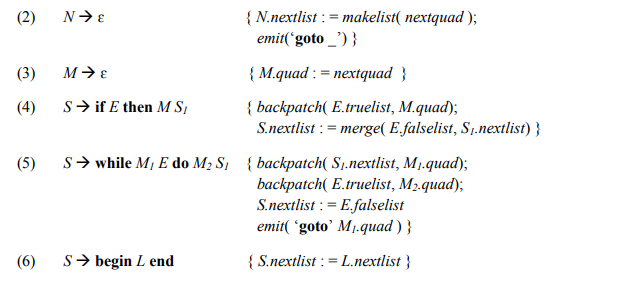 (2) N → ε { N.nextlist : = makelist( nextquad );
emit(‘goto _’) }
(3) M → ε { M.quad : = nextquad }
(4) S → if E then M S₁ { backpatch( E.truelist, M.quad);
S.nextlist : = merge( E.falselist, S₁.nextlist) }
(5) S → while M₁ E do M₂ S₁ { backpatch( S₁.nextlist, M₁.quad);
backpatch( E.truelist, M₂.quad);
S.nextlist : = E.falselist
emit( ‘goto’ M₁.quad ) }
(6) S → begin L end { S.nextlist : = L.nextlist }